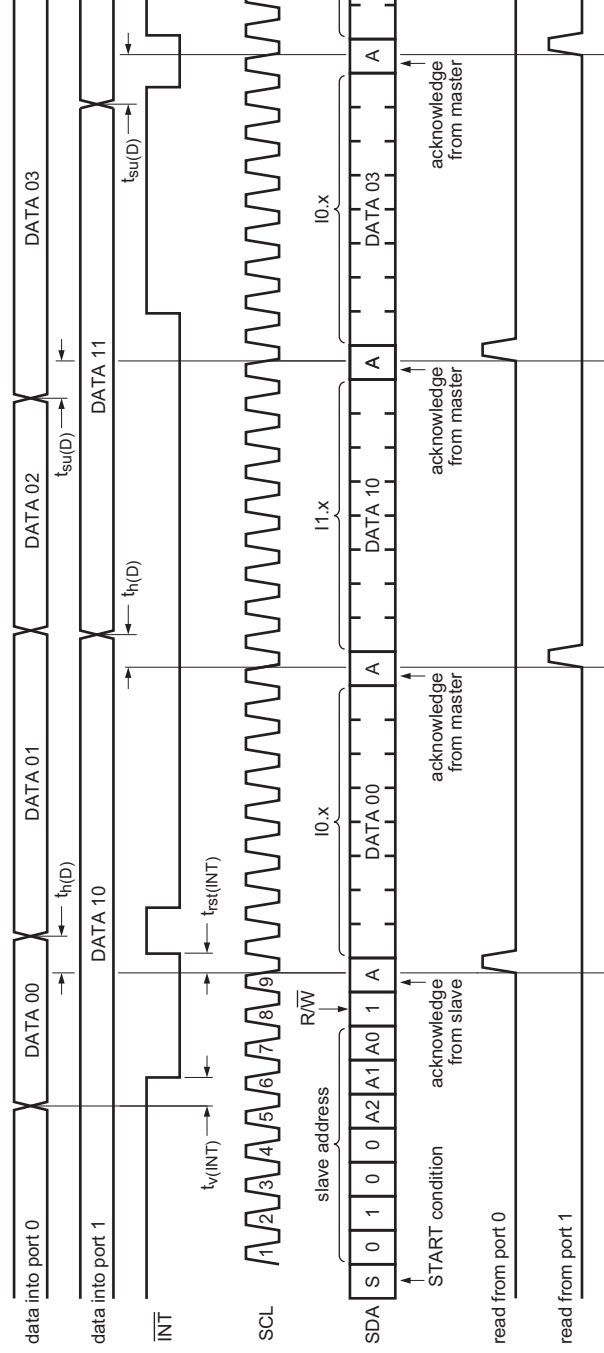 data into port 0
DATA 00
DATA 01
DATA 02
DATA 03
t_h(D)
t_su(D)
data into port 1
DATA 10
DATA 11
t_h(D)
t_su(D)
INT
t_v(INT)
t_rst(INT)
SCL
1 2 3 4 5 6 7 8 9
slave address
R/W
I0.x
I1.x
I0.x
SDA
S 0 1 0 0 A2 A1 A0 1 A DATA 00 A DATA 10 A DATA 03 A
START condition
acknowledge
from slave
acknowledge
from master
acknowledge
from master
acknowledge
from master
read from port 0
read from port 1